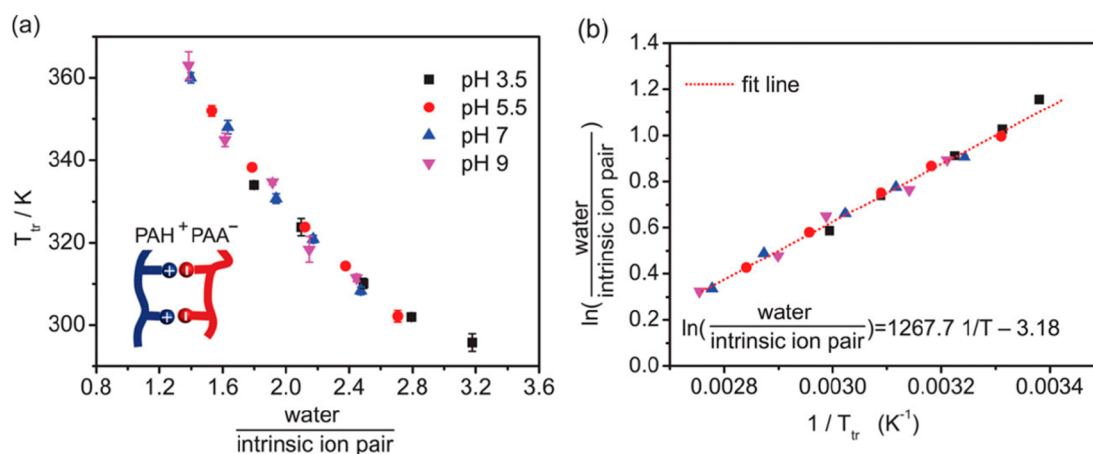 (a)
T_tr / K
360
340
320
300
0.8 1.2 1.6 2.0 2.4 2.8 3.2 3.6
water
intrinsic ion pair
pH 3.5
pH 5.5
pH 7
pH 9
PAH⁺PAA⁻
+ −
+ −
(b)
ln(water/intrinsic ion pair)
1.4
1.2
1.0
0.8
0.6
0.4
0.2
0.0
fit line
ln(water/intrinsic ion pair)=1267.7 1/T − 3.18
0.0028 0.0030 0.0032 0.0034
1 / T_tr (K⁻¹)